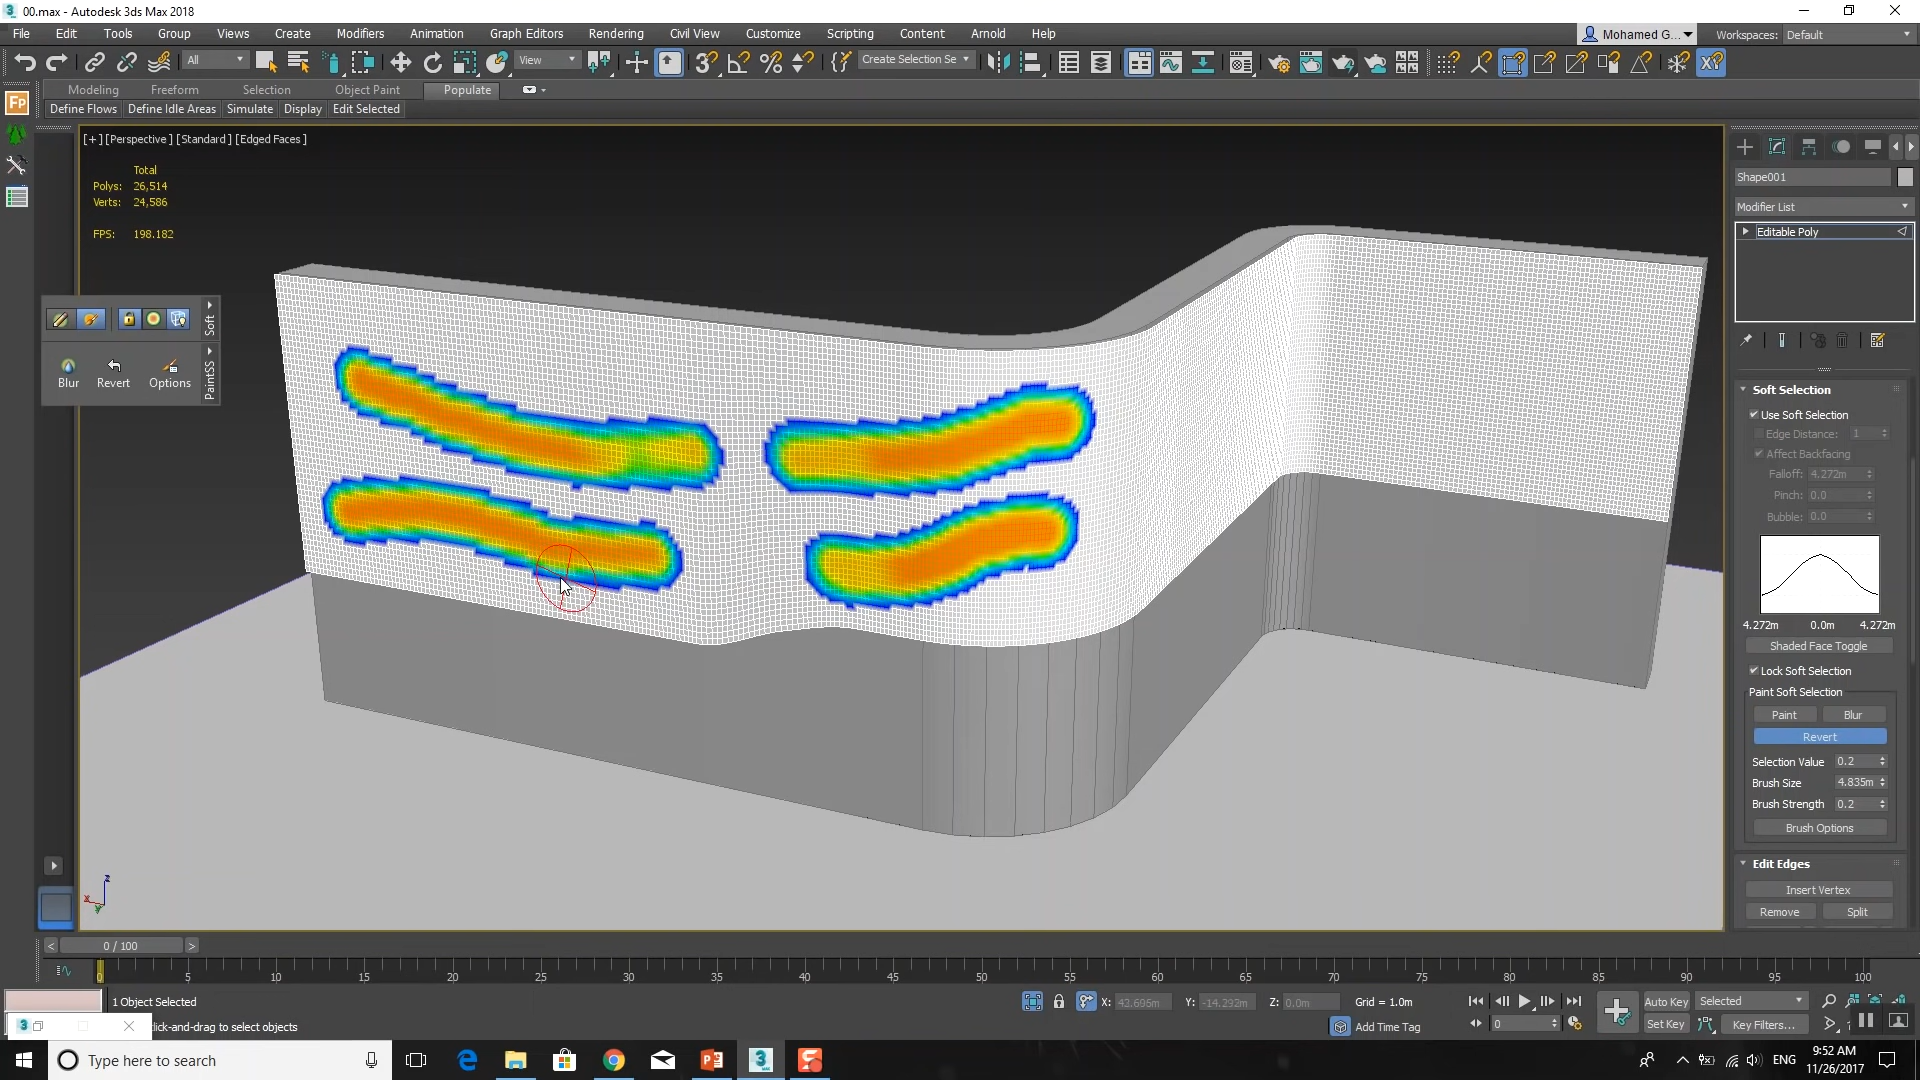 00.max - Autodesk 3ds Max 2018
File Edit Tools Group Views Create Modifiers Animation Graph Editors Rendering Civil View Customize Scripting Content Arnold Help
Mohamed G... Workspaces: Default
All View Create Selection Se
Modeling Freeform Selection Object Paint Populate
Define Flows Define Idle Areas Simulate Display Edit Selected
[+] [Perspective] [Standard] [Edged Faces]
Total
Polys: 26,514
Verts: 24,586
FPS: 198.182
Soft
Blur Revert Options
PaintSS
Shape001
Modifier List
Editable Poly
Soft Selection
Use Soft Selection
Edge Distance: 1
Affect Backfacing
Falloff: 4.272m
Pinch: 0.0
Bubble: 0.0
4.272m 0.0m 4.272m
Shaded Face Toggle
Lock Soft Selection
Paint Soft Selection
Paint Blur
Revert
Selection Value 0.2
Brush Size 4.835m
Brush Strength 0.2
Brush Options
Edit Edges
Insert Vertex
Remove Split
z
x
y
< 0 / 100 >
0 5 10 15 20 25 30 35 40 45 50 55 60 65 70 75 80 85 90 95 100
1 Object Selected
X: 42.696m Y: -14.292m Z: 0.0m Grid = 1.0m
Auto Key Selected
click-and-drag to select objects
Add Time Tag
0
Set Key Key Filters...
Type here to search
ENG
9:52 AM
11/26/2017